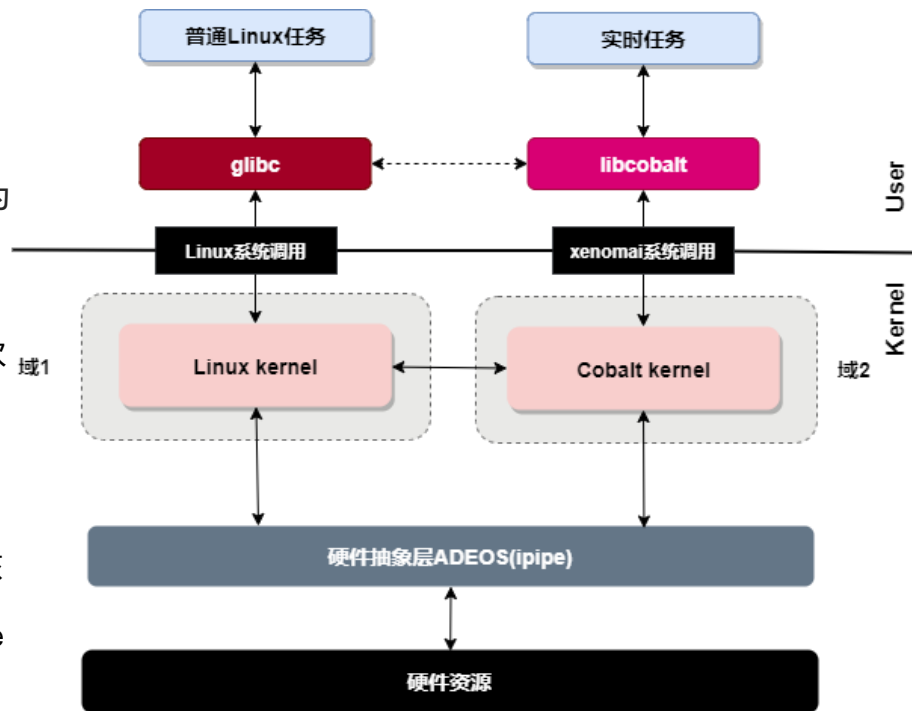 普通Linux任务
实时任务
glibc
libcobalt
User
的
Linux系统调用
xenomai系统调用
Kernel
域1
Linux kernel
Cobalt kernel
域2
硬件抽象层ADEOS(ipipe)
e
硬件资源